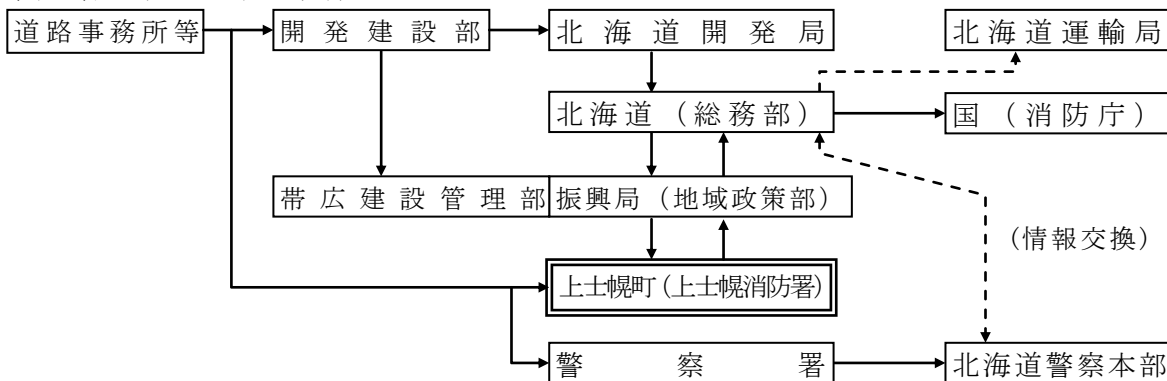 道路事務所等
開発建設部
北海道開発局
北海道運輸局
北海道（総務部）
国（消防庁）
帯広建設管理部
振興局（地域政策部）
（情報交換）
上士幌町（上士幌消防署）
警察署
北海道警察本部